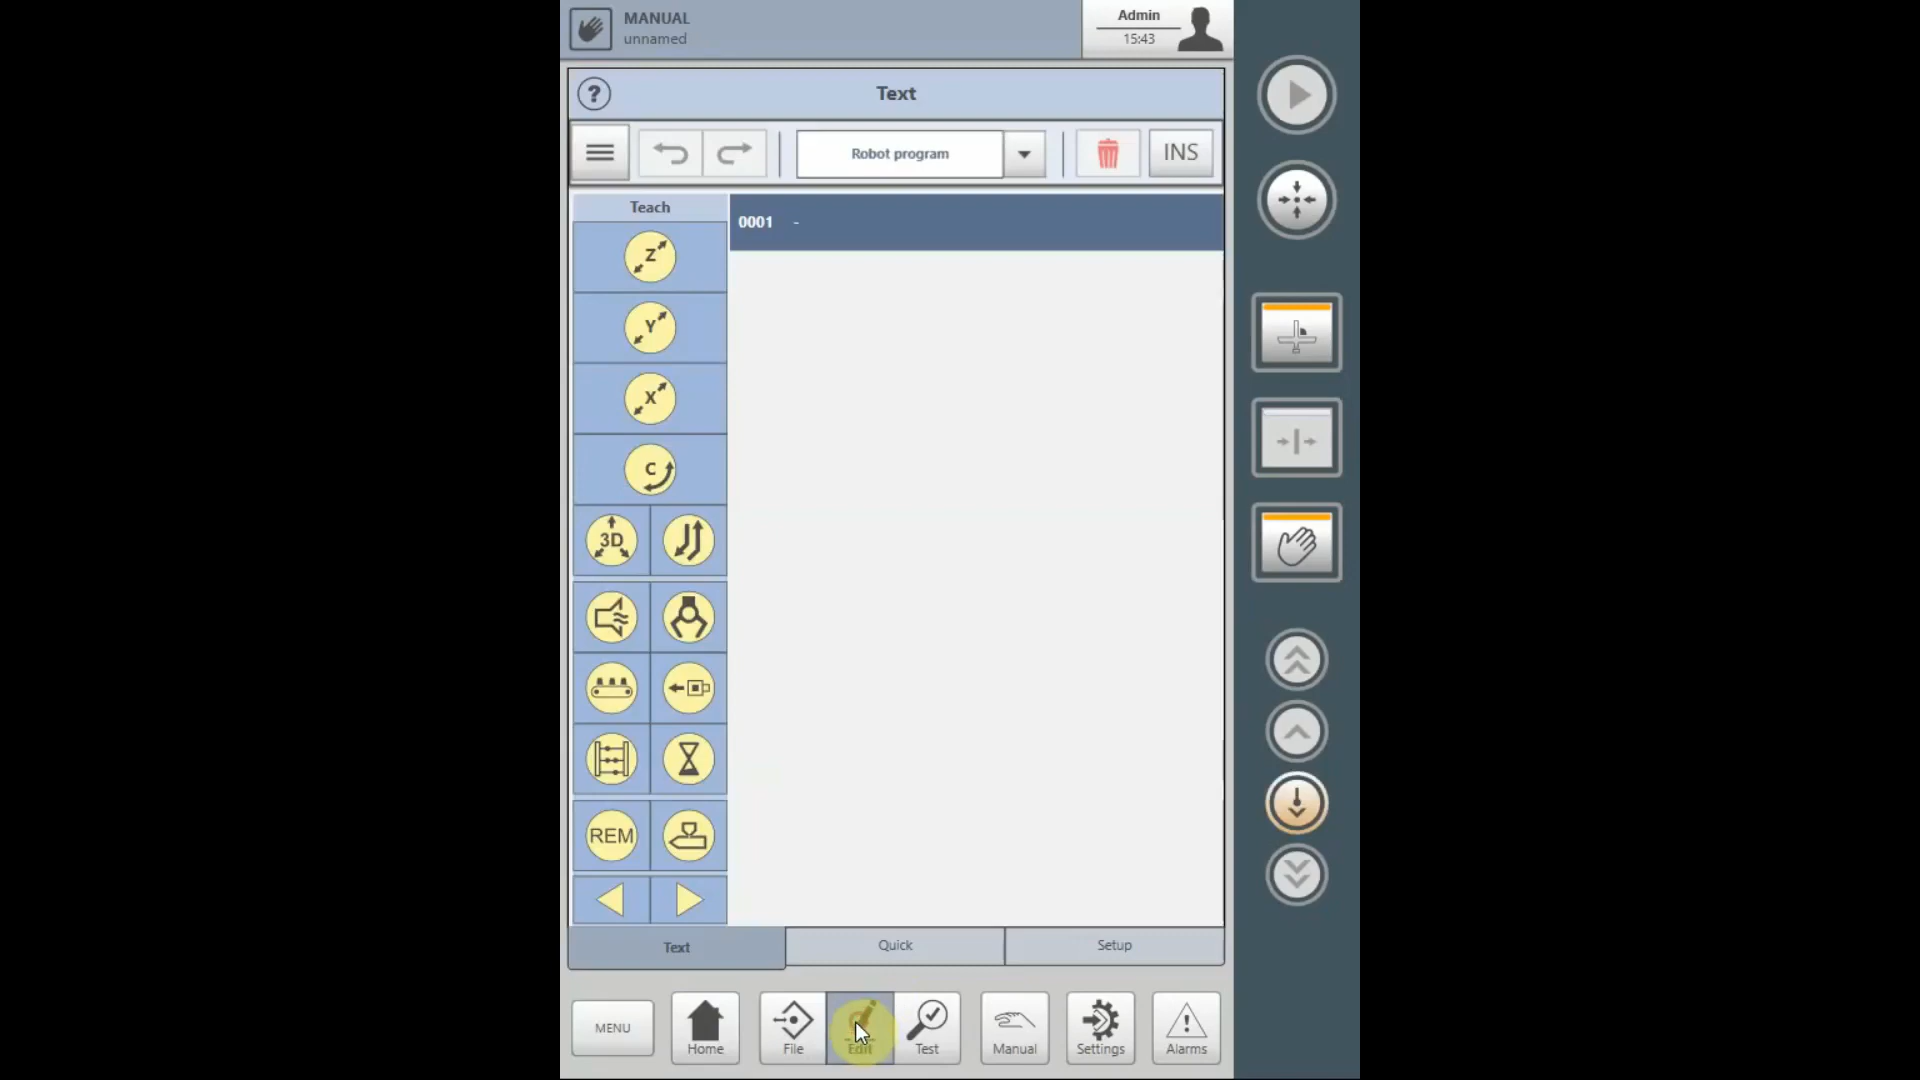 MANUAL
unnamed
Admin
15:43
?
Text
Robot program
INS
Teach
0001 -
Z
Y
X
C
3D
REM
Text
Quick
Setup
MENU
Home
File
Edit
Test
Manual
Settings
Alarms